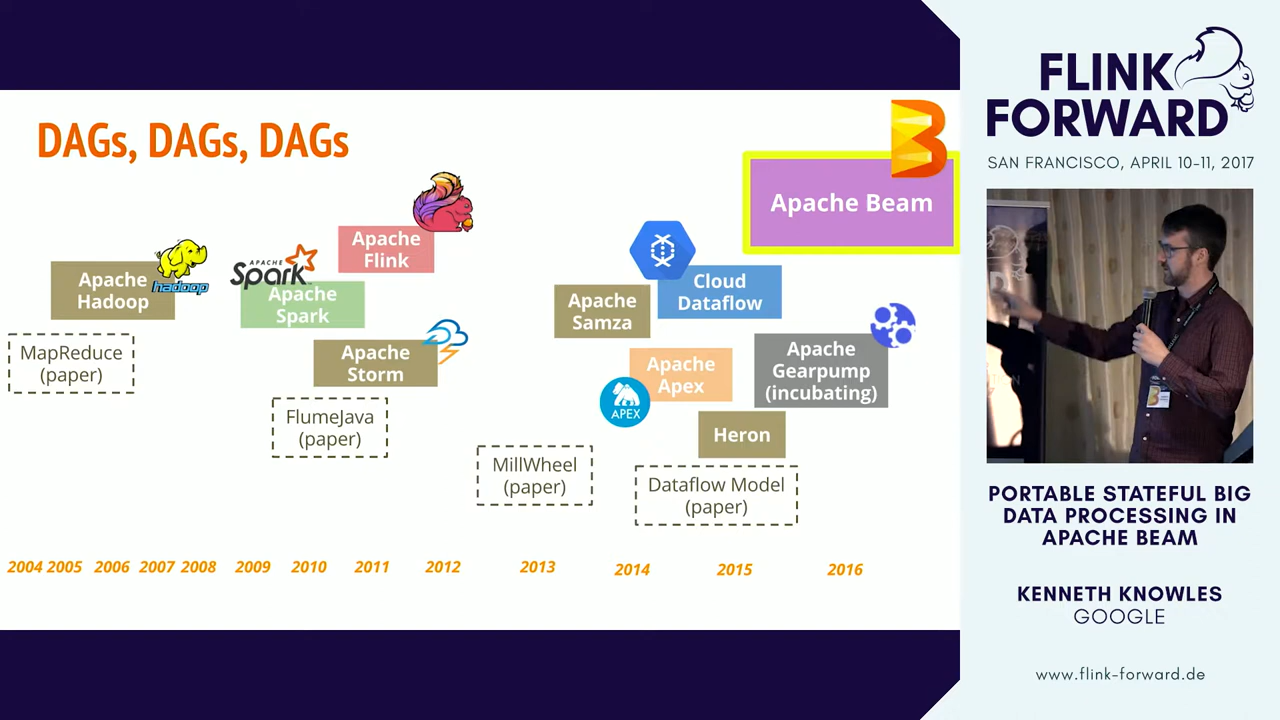 DAGs, DAGs, DAGs
Apache Beam
Apache
Flink
Apache
Hadoop
hadoop
APACHE
Spark
Apache
Spark
Apache
Storm
MapReduce
(paper)
FlumeJava
(paper)
Apache
Samza
Cloud
Dataflow
Apache
Apex
APEX
Apache
Gearpump
(incubating)
Heron
MillWheel
(paper)
Dataflow Model
(paper)
2004 2005 2006 2007 2008 2009 2010 2011 2012 2013 2014 2015 2016
FLINK
FORWARD
SAN FRANCISCO, APRIL 10-11, 2017
PORTABLE STATEFUL BIG
DATA PROCESSING IN
APACHE BEAM
KENNETH KNOWLES
GOOGLE
www.flink-forward.de